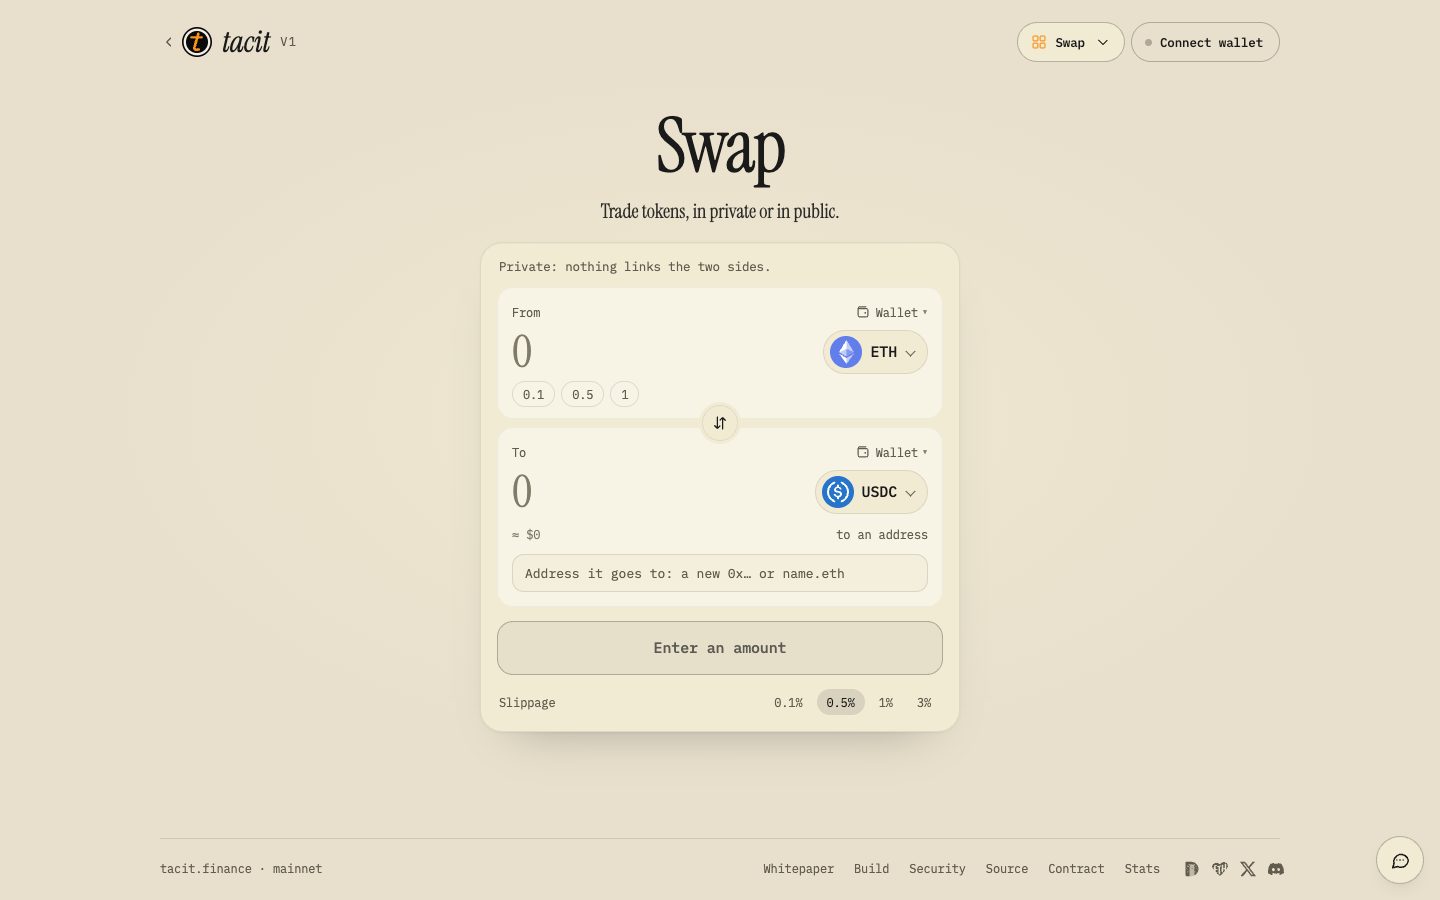 tacit V1
Swap
Connect wallet
Swap
Trade tokens, in private or in public.
Private: nothing links the two sides.
From
Wallet
0
ETH
0.1 0.5 1
To
Wallet
0
USDC
≈ $0
to an address
Address it goes to: a new 0x… or name.eth
Enter an amount
Slippage
0.1% 0.5% 1% 3%
tacit.finance · mainnet
Whitepaper Build Security Source Contract Stats